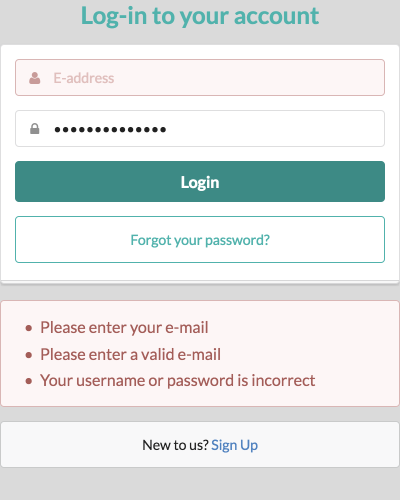 Log-in to your account
E-address
••••••••••••••
Login
Forgot your password?
• Please enter your e-mail
• Please enter a valid e-mail
• Your username or password is incorrect
New to us? Sign Up